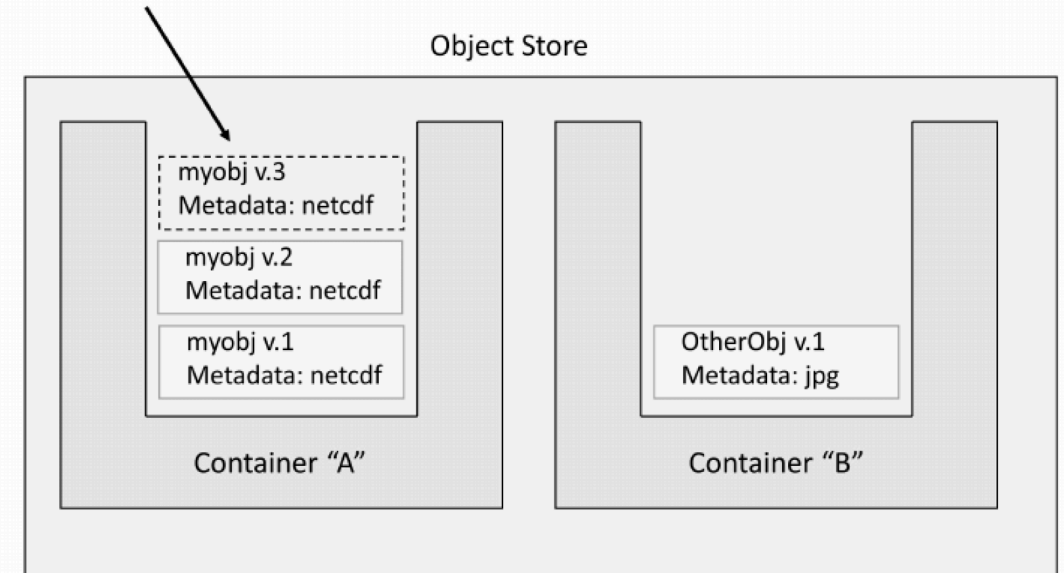 Object Store
myobj v.3
Metadata: netcdf
myobj v.2
Metadata: netcdf
myobj v.1
Metadata: netcdf
Container “A”
OtherObj v.1
Metadata: jpg
Container “B”